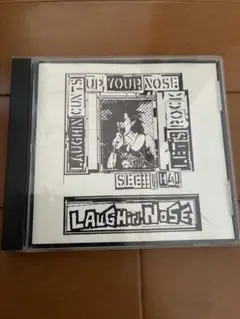 UP YOUR NOSE
LAUGHIN CUNTS
LET'S ROCK
SEE!! HA!
LAUGHIN' NOSE